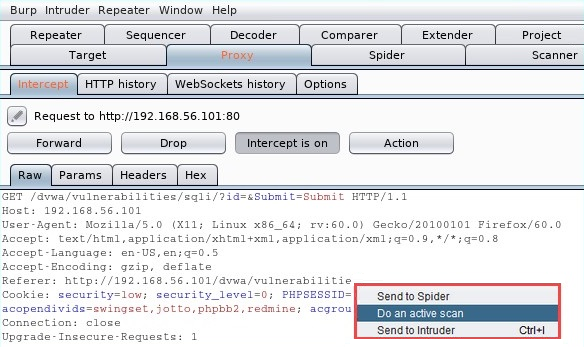 Burp Intruder Repeater Window Help
Repeater Sequencer Decoder Comparer Extender Project
Target Proxy Spider Scanner
Intercept HTTP history WebSockets history Options
Request to http://192.168.56.101:80
Forward Drop Intercept is on Action
Raw Params Headers Hex
GET /dvwa/vulnerabilities/sqli/?id=&Submit=Submit HTTP/1.1
Host: 192.168.56.101
User-Agent: Mozilla/5.0 (X11; Linux x86_64; rv:60.0) Gecko/20100101 Firefox/60.0
Accept: text/html,application/xhtml+xml,application/xml;q=0.9,*/*;q=0.8
Accept-Language: en-US,en;q=0.5
Accept-Encoding: gzip, deflate
Referer: http://192.168.56.101/dvwa/vulnerabilitie
Cookie: security=low; security_level=0; PHPSESSID=
acopendivids=swingset,jotto,phpbb2,redmine; acgrou
Connection: close
Upgrade-Insecure-Requests: 1
Send to Spider
Do an active scan
Send to Intruder Ctrl+I